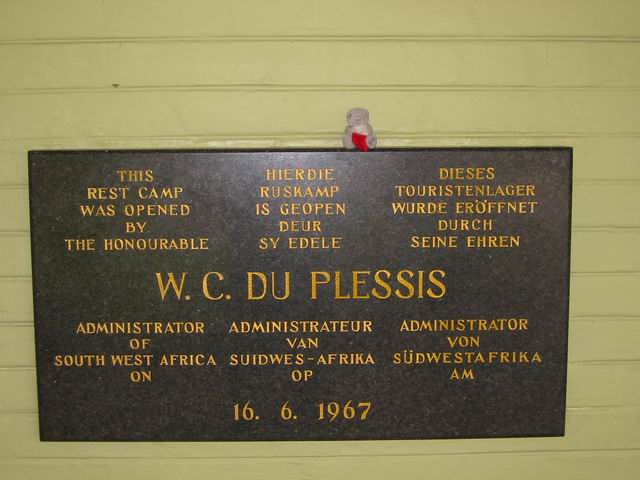 THIS
REST CAMP
WAS OPENED
BY
THE HONOURABLE
HIERDIE
RUSKAMP
IS GEOPEN
DEUR
SY EDELE
DIESES
TOURISTENLAGER
WURDE ERÖFFNET
DURCH
SEINE EHREN
W. C. DU PLESSIS
ADMINISTRATOR
OF
SOUTH WEST AFRICA
ON
ADMINISTRATEUR
VAN
SUIDWES-AFRIKA
OP
ADMINISTRATOR
VON
SÜDWESTAFRIKA
AM
16. 6. 1967